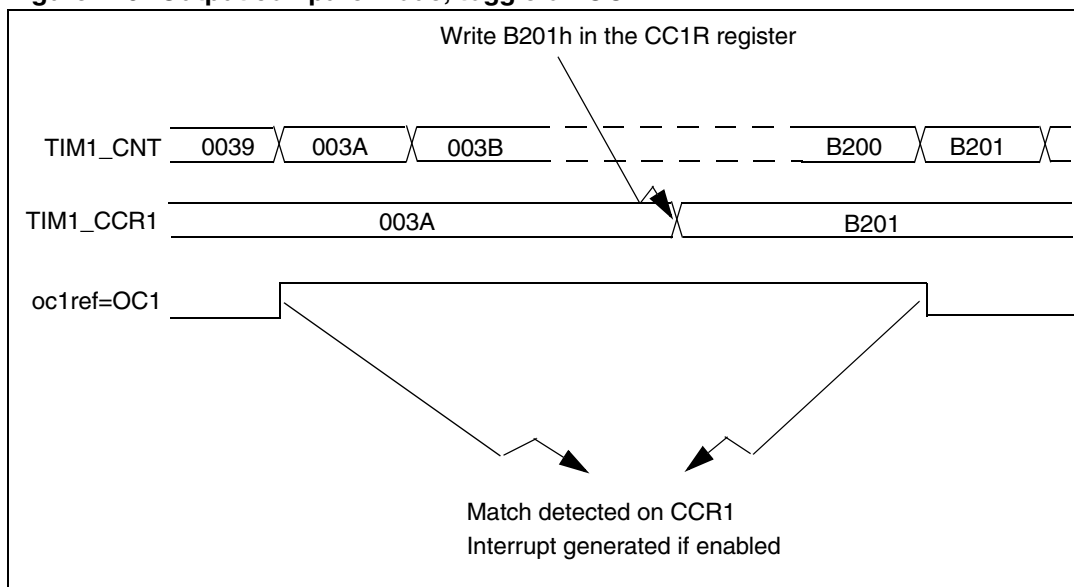 Write B201h in the CC1R register
TIM1_CNT 0039 003A 003B B200 B201
TIM1_CCR1 003A B201
oc1ref=OC1
Match detected on CCR1
Interrupt generated if enabled